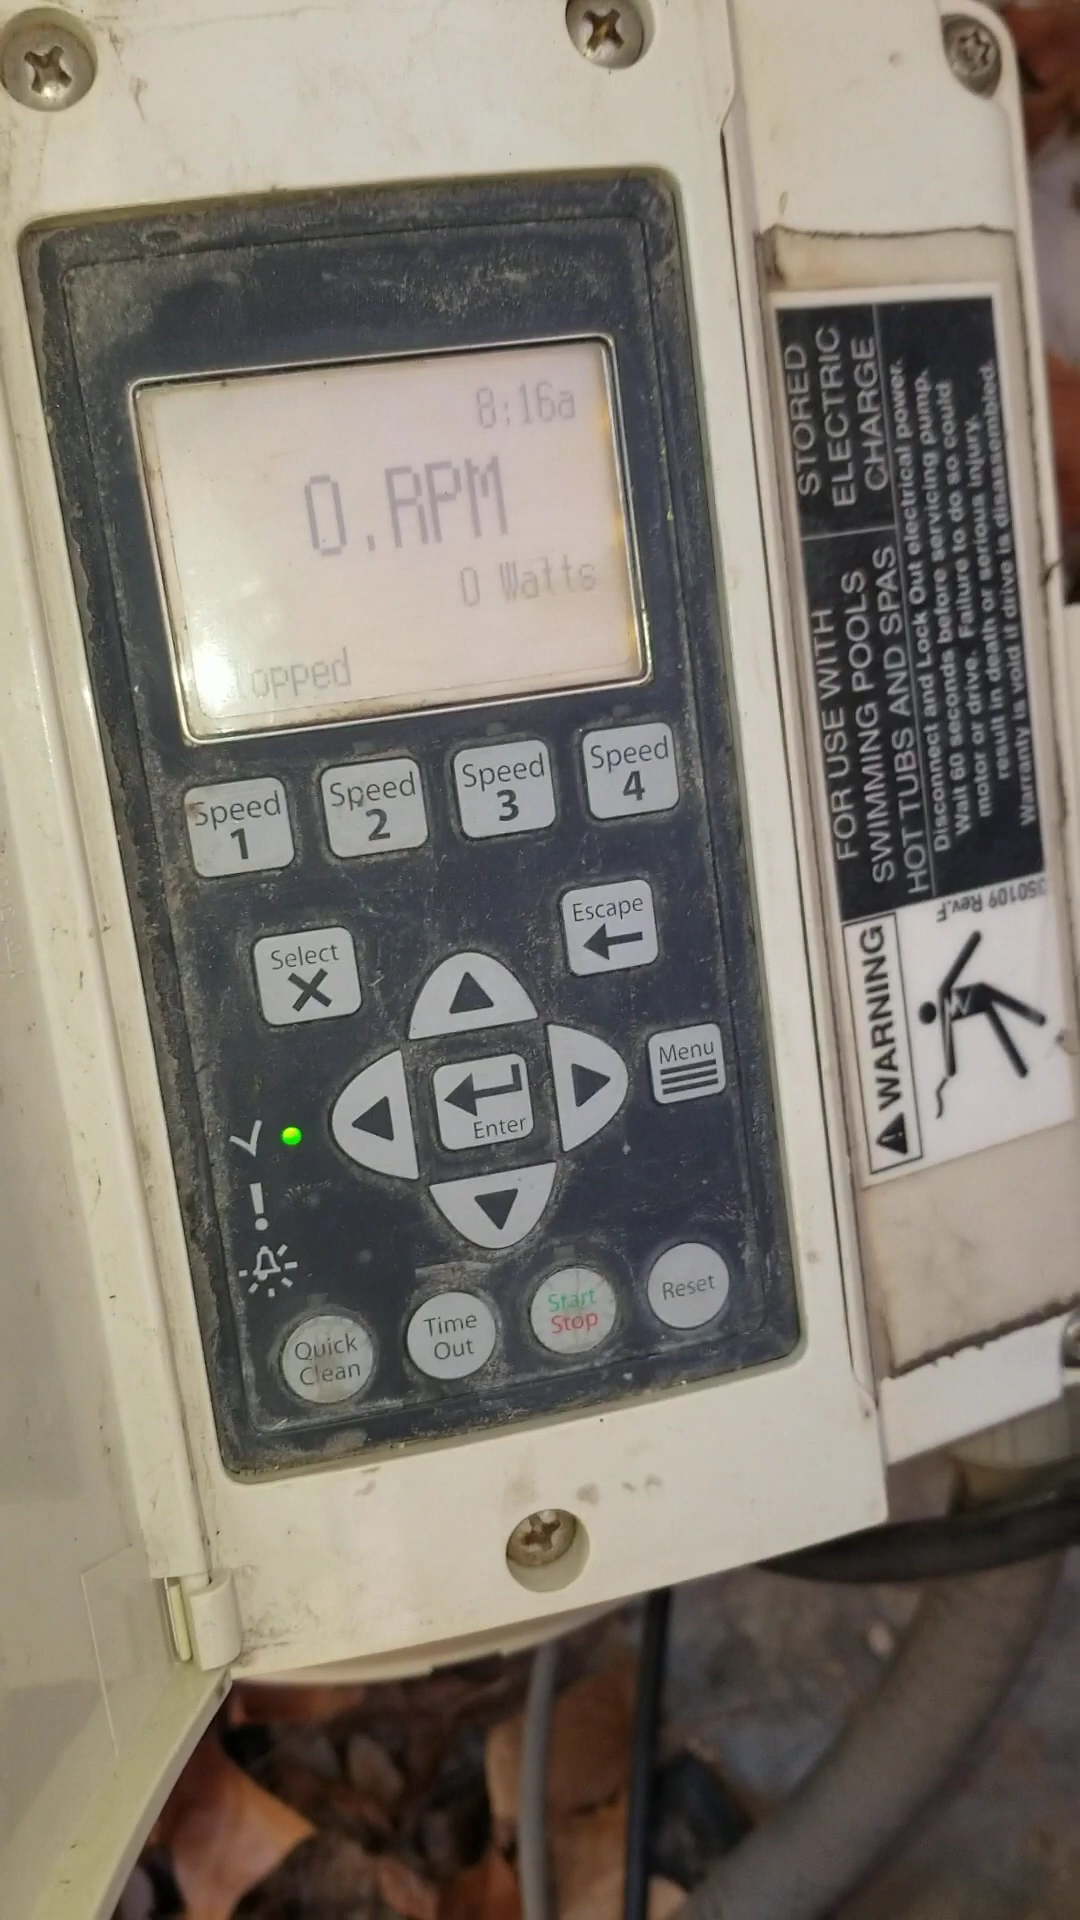 8:16a
0.RPM
0 Watts
Speed
1
Speed
2
Speed
3
Speed
4
Select
Escape
Menu
Enter
!
Quick
Clean
Time
Out
Start
Stop
Reset
FOR USE WITH
SWIMMING POOLS
HOT TUBS AND SPAS
STORED
ELECTRIC
CHARGE
Disconnect and Lock Out electrical power.
Wait 60 seconds before servicing pump,
motor or drive. Failure to do so could
result in death or serious injury.
Warranty is void if drive is disassembled.
WARNING
350109 Rev.F